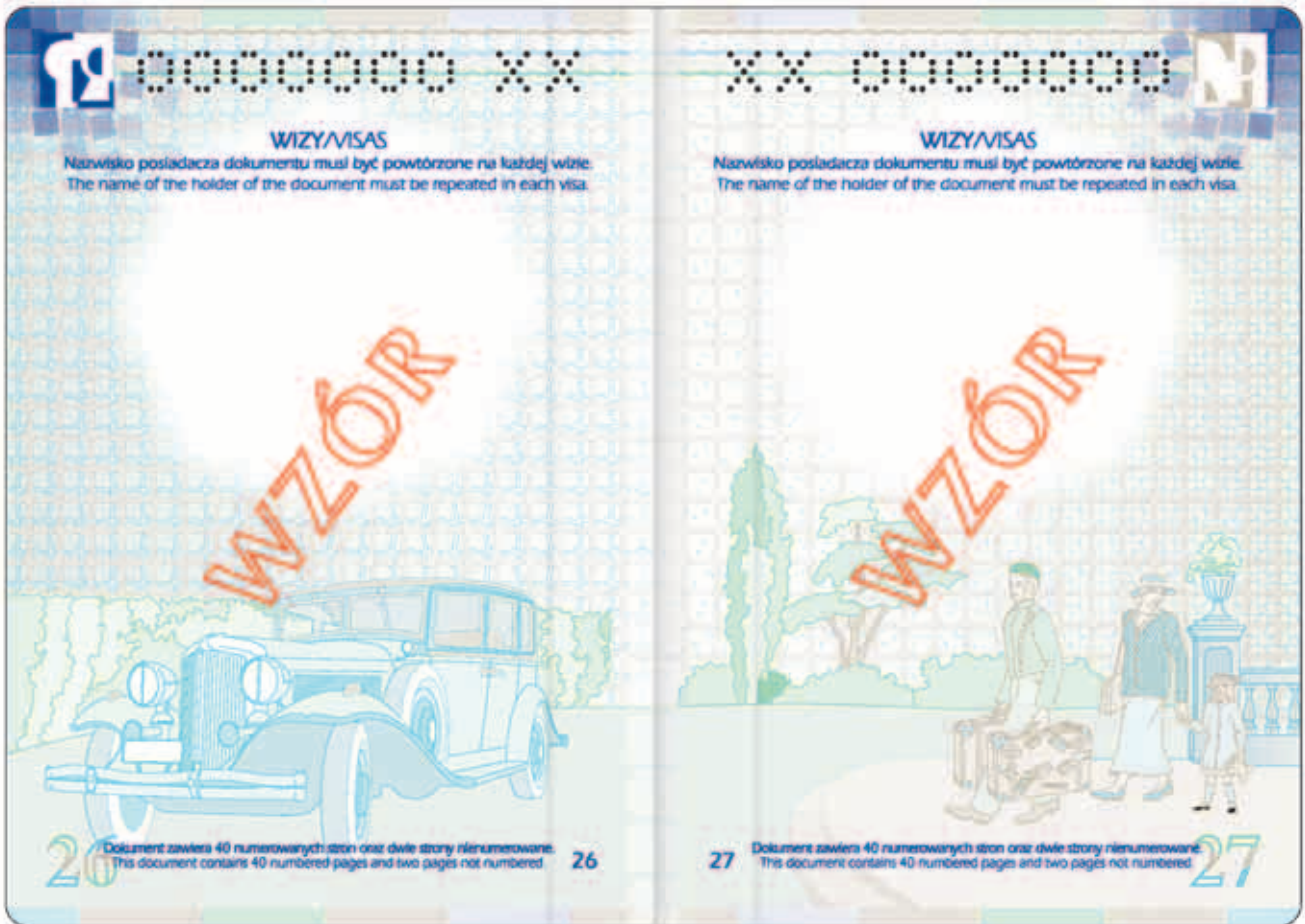 0000000 XX
WIZY/VISAS
Nazwisko posiadacza dokumentu musi być powtórzone na każdej wizie.
The name of the holder of the document must be repeated in each visa.
WZÓR
26
Dokument zawiera 40 numerowanych stron oraz dwie strony nienumerowane.
This document contains 40 numbered pages and two pages not numbered
26
XX 0000000
WIZY/VISAS
Nazwisko posiadacza dokumentu musi być powtórzone na każdej wizie.
The name of the holder of the document must be repeated in each visa.
WZÓR
27
Dokument zawiera 40 numerowanych stron oraz dwie strony nienumerowane.
This document contains 40 numbered pages and two pages not numbered
27